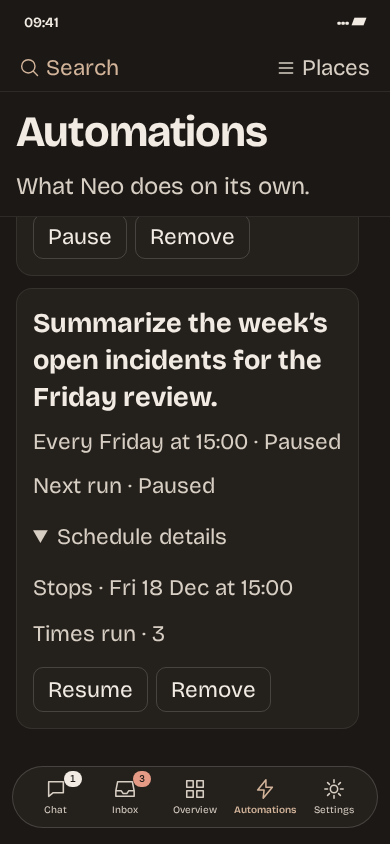 09:41
Search
Places
Automations
What Neo does on its own.
Pause
Remove
Summarize the week's
open incidents for the
Friday review.
Every Friday at 15:00 · Paused
Next run · Paused
▼ Schedule details
Stops · Fri 18 Dec at 15:00
Times run · 3
Resume
Remove
1
3
Chat
Inbox
Overview
Automations
Settings